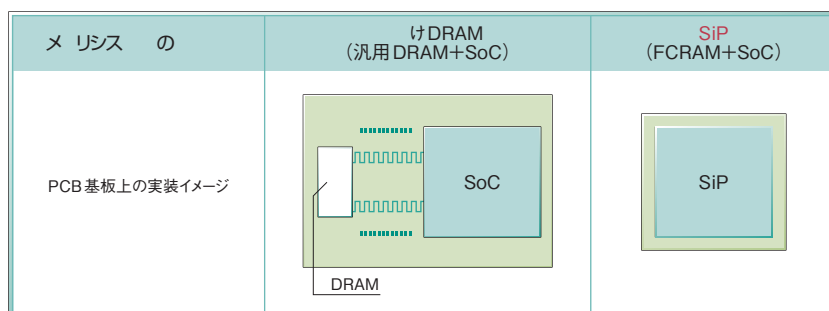 メ リシス の
けDRAM
(汎用DRAM+SoC)
SiP
(FCRAM+SoC)
PCB基板上の実装イメージ
SoC
DRAM
SiP